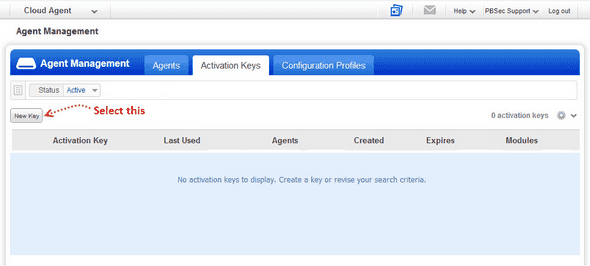 Cloud Agent
Help
PBSec Support
Log out
Agent Management
Agent Management
Agents
Activation Keys
Configuration Profiles
Status Active
New Key
Select this
0 activation keys
Activation Key Last Used Agents Created Expires Modules
No activation keys to display. Create a key or revise your search criteria.